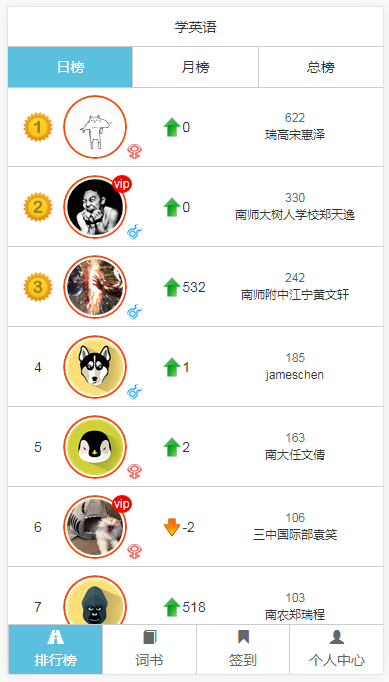 学英语
日榜
月榜
总榜
1
0
622
瑞高宋惠泽
2
vip
0
330
南师大树人学校郑天逸
3
532
242
南师附中江宁黄文轩
4
1
185
jameschen
5
2
163
南大任文倩
6
vip
-2
106
三中国际部袁笑
7
518
103
南农郑瑞程
排行榜
词书
签到
个人中心